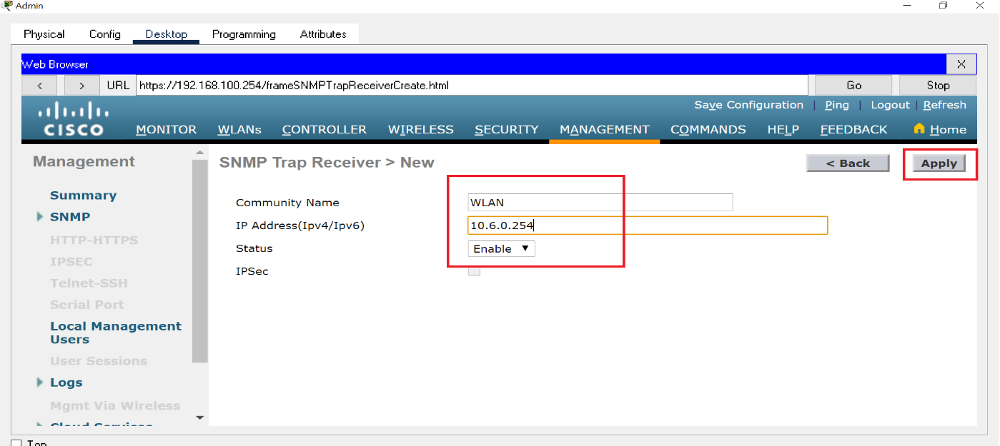 Admin
Physical Config Desktop Programming Attributes
Web Browser X
< > URL https://192.168.100.254/frameSNMPTrapReceiverCreate.html Go Stop
Save Configuration | Ping | Logout | Refresh
CISCO MONITOR WLANs CONTROLLER WIRELESS SECURITY MANAGEMENT COMMANDS HELP FEEDBACK Home
Management
Summary
SNMP
HTTP-HTTPS
IPSEC
Telnet-SSH
Serial Port
Local Management
Users
User Sessions
Logs
Mgmt Via Wireless
Cloud Services
SNMP Trap Receiver > New < Back Apply
Community Name WLAN
IP Address(Ipv4/Ipv6) 10.6.0.254
Status Enable
IPSec
Top